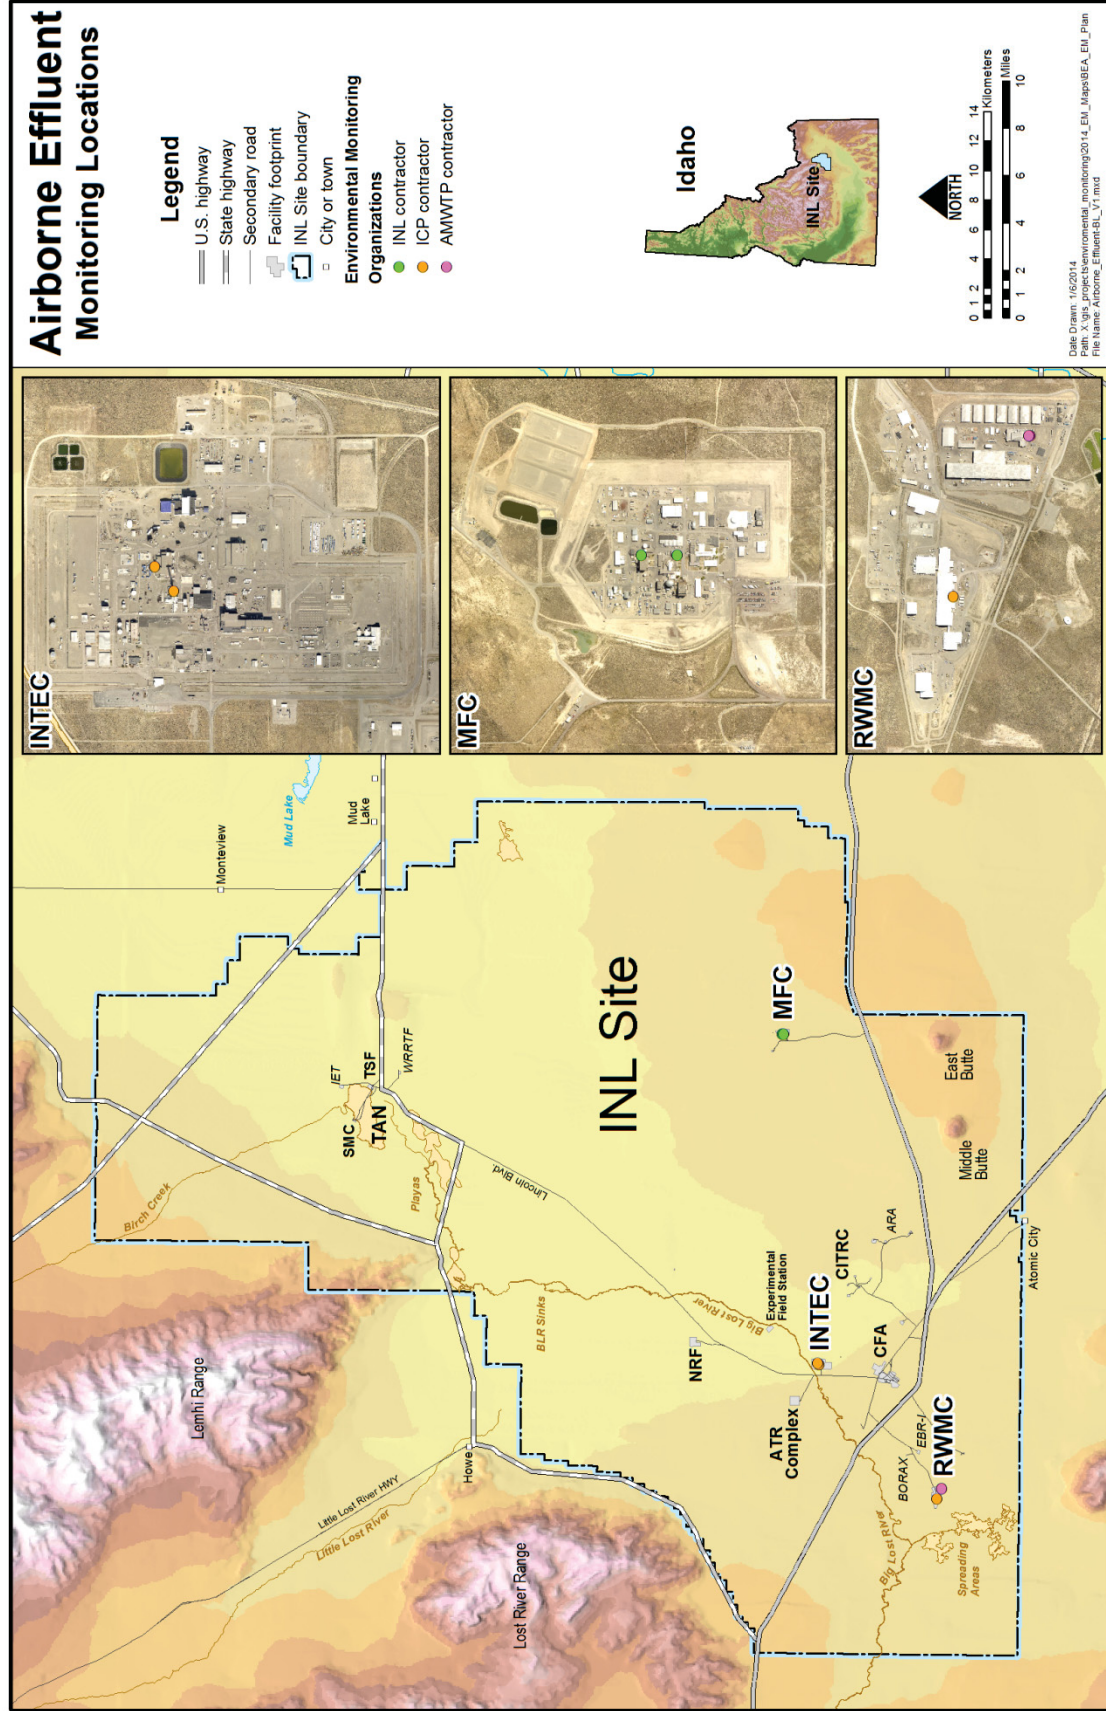 Airborne Effluent
Monitoring Locations
Legend
U.S. highway
State highway
Secondary road
Facility footprint
INL Site boundary
City or town
Environmental Monitoring
Organizations
INL contractor
ICP contractor
AMWTP contractor
Idaho
INL Site
NORTH
0 1 2 4 6 8 10 12 14
Kilometers
Miles
0 1 2 4 6 8 10
Date Drawn: 1/6/2014
Path: X:\gis_projects\enviromental_monitoring\2014_EM_Maps\BEA_EM_Plan
File Name: Airborne_Effluent-BL_V1.mxd
INTEC
MFC
RWMC
Monteview
Mud Lake
Mud
Lake
Birch Creek
Lemhi Range
IET
SMC
TSF
TAN
WRRTF
Playas
Lincoln Blvd.
BLR Sinks
Howe
Little Lost River HWY
Little Lost River
Lost River Range
INL Site
MFC
NRF
Big Lost River
Experimental
Field Station
INTEC
ATR
Complex
CITRC
ARA
CFA
East
Butte
Middle
Butte
BORAX
EBR-I
RWMC
Big Lost River
Spreading
Areas
Atomic City